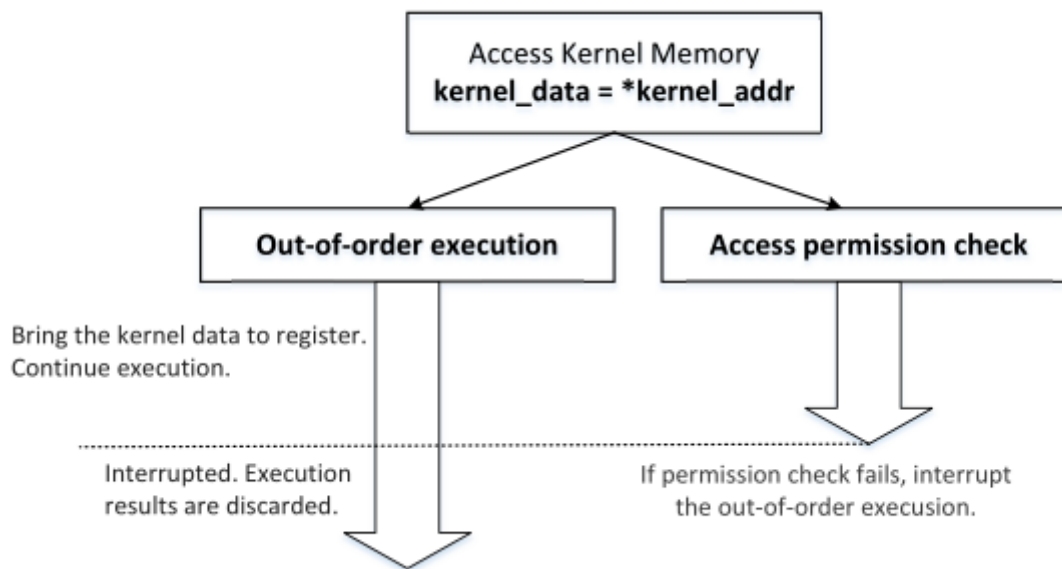 Access Kernel Memory
kernel_data = *kernel_addr
Out-of-order execution
Access permission check
Bring the kernel data to register.
Continue execution.
Interrupted. Execution
results are discarded.
If permission check fails, interrupt
the out-of-order execusion.